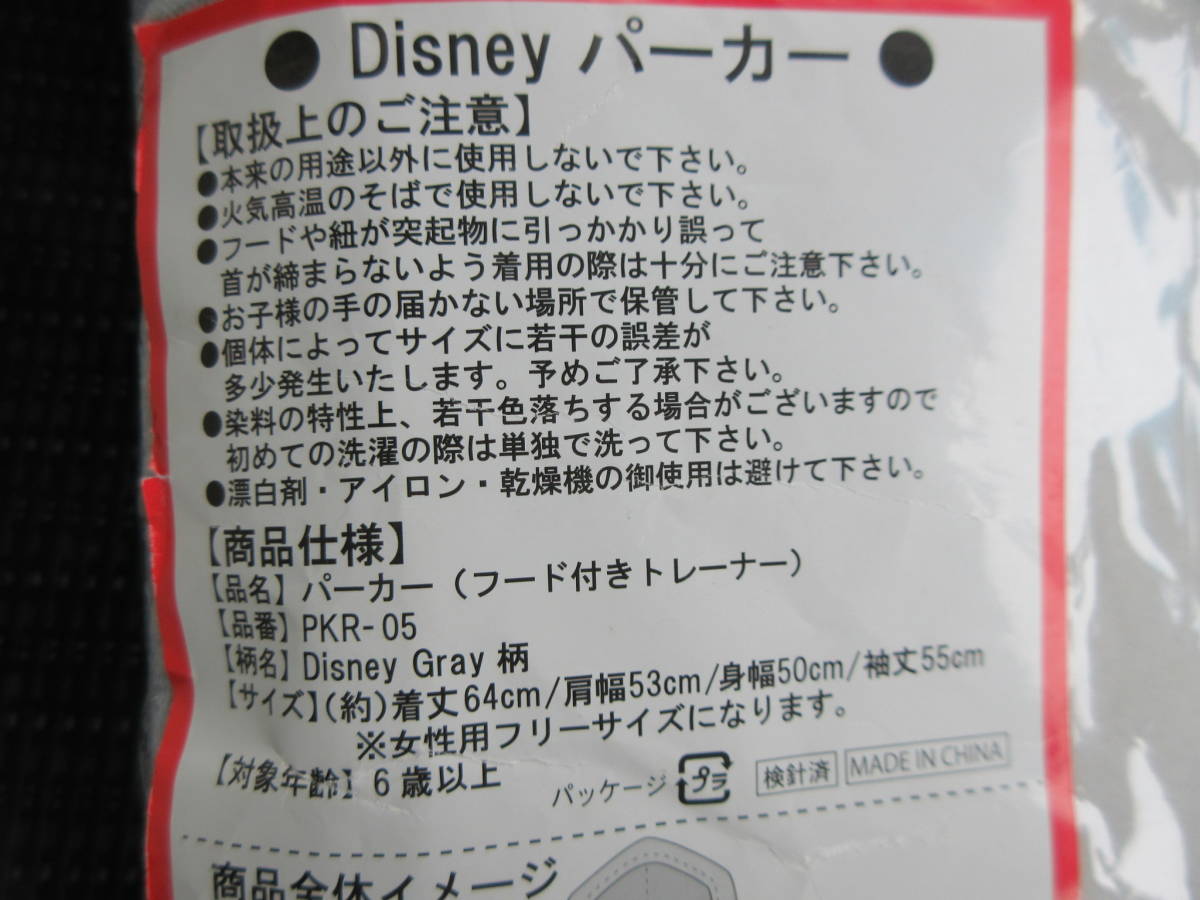 ● Disney パーカー ●
【取扱上のご注意】
●本来の用途以外に使用しないで下さい。
●火気高温のそばで使用しないで下さい。
●フードや紐が突起物に引っかかり誤って
首が締まらないよう着用の際は十分にご注意下さい。
●お子様の手の届かない場所で保管して下さい。
●個体によってサイズに若干の誤差が
多少発生いたします。予めご了承下さい。
●染料の特性上、若干色落ちする場合がございますので
初めての洗濯の際は単独で洗って下さい。
●漂白剤・アイロン・乾燥機の御使用は避けて下さい。
【商品仕様】
【品名】パーカー（フード付きトレーナー）
【品番】PKR-05
【柄名】Disney Gray 柄
【サイズ】(約)着丈64cm/肩幅53cm/身幅50cm/袖丈55cm
※女性用フリーサイズになります。
【対象年齢】6歳以上
パッケージ プラ 検針済 MADE IN CHINA
商品全体イメージ